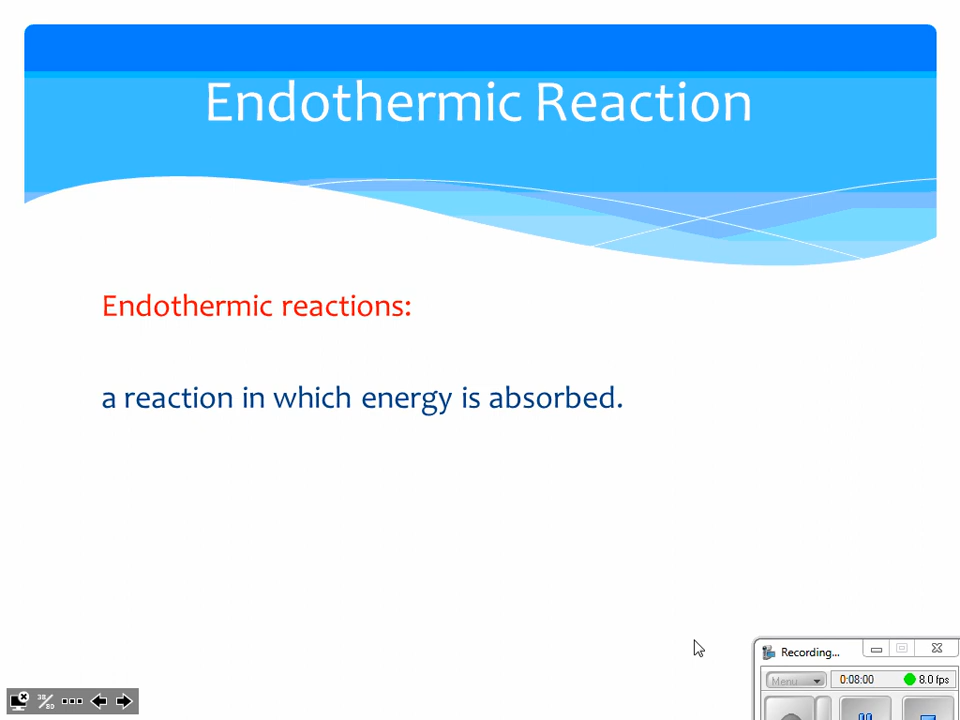 Endothermic Reaction
Endothermic reactions:
a reaction in which energy is absorbed.
Recording...
Menu
0:08:00
8.0 fps